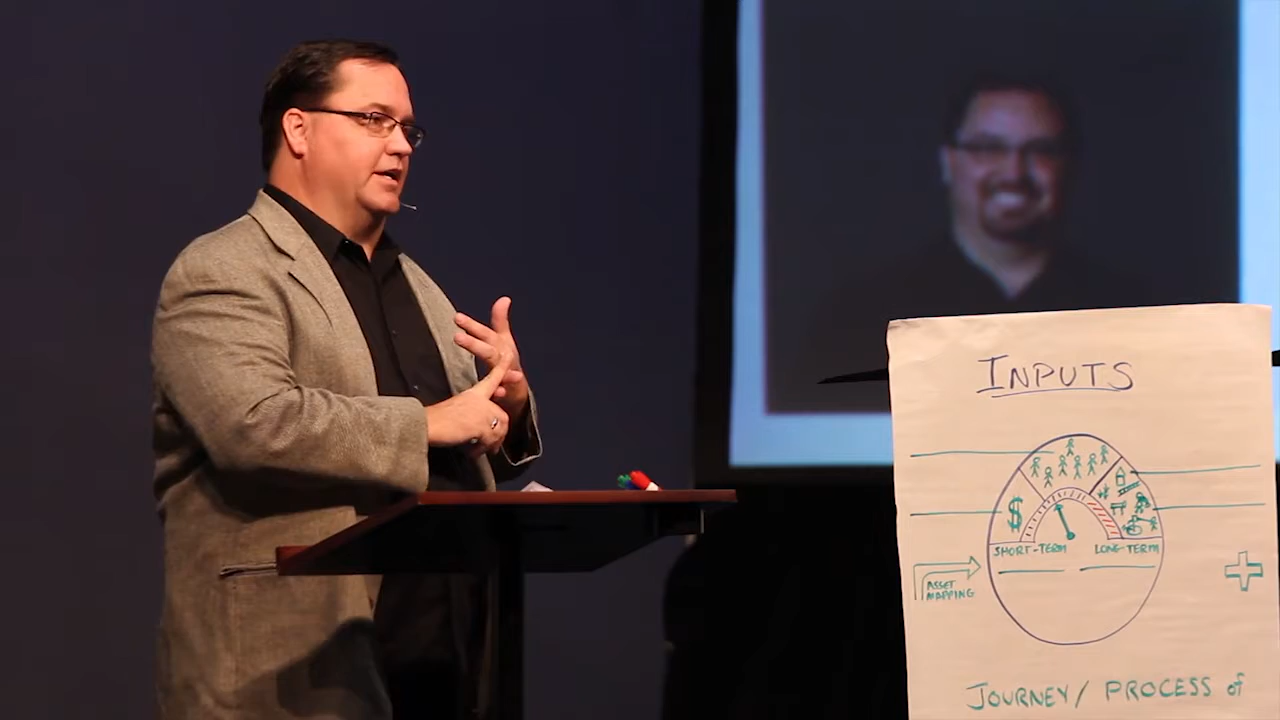 INPUTS
$
SHORT-TERM LONG-TERM
ASSET
MAPPING
JOURNEY/ PROCESS of